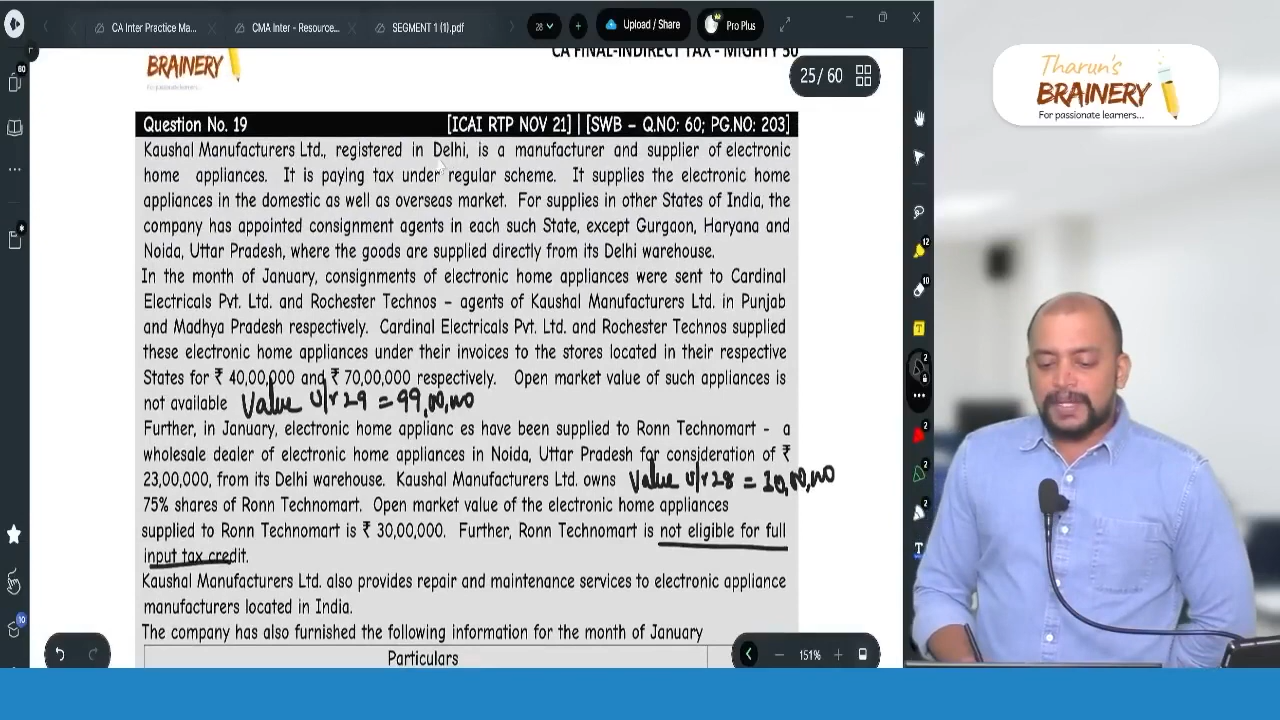 CA Inter Practice Ma...
CMA Inter - Resource...
SEGMENT 1 (1).pdf
28
Upload / Share
Pro Plus
BRAINERY
For passionate learners...
CA FINAL-INDIRECT TAX - MIGHTY 50
25 / 60
Tharun's
BRAINERY
For passionate learners...
Question No. 19 [ICAI RTP NOV 21] | [SWB – Q.NO: 60; PG.NO: 203]
Kaushal Manufacturers Ltd., registered in Delhi, is a manufacturer and supplier of electronic
home appliances. It is paying tax under regular scheme. It supplies the electronic home
appliances in the domestic as well as overseas market. For supplies in other States of India, the
company has appointed consignment agents in each such State, except Gurgaon, Haryana and
Noida, Uttar Pradesh, where the goods are supplied directly from its Delhi warehouse.
In the month of January, consignments of electronic home appliances were sent to Cardinal
Electricals Pvt. Ltd. and Rochester Technos – agents of Kaushal Manufacturers Ltd. in Punjab
and Madhya Pradesh respectively. Cardinal Electricals Pvt. Ltd. and Rochester Technos supplied
these electronic home appliances under their invoices to the stores located in their respective
States for ₹ 40,00,000 and ₹ 70,00,000 respectively. Open market value of such appliances is
not available Value U/r 29 = 99,00,000
Further, in January, electronic home applianc es have been supplied to Ronn Technomart - a
wholesale dealer of electronic home appliances in Noida, Uttar Pradesh for consideration of ₹
23,00,000, from its Delhi warehouse. Kaushal Manufacturers Ltd. owns Value U/r 28 = 30,00,000
75% shares of Ronn Technomart. Open market value of the electronic home appliances
supplied to Ronn Technomart is ₹ 30,00,000. Further, Ronn Technomart is not eligible for full
input tax credit.
Kaushal Manufacturers Ltd. also provides repair and maintenance services to electronic appliance
manufacturers located in India.
The company has also furnished the following information for the month of January
Particulars
151%